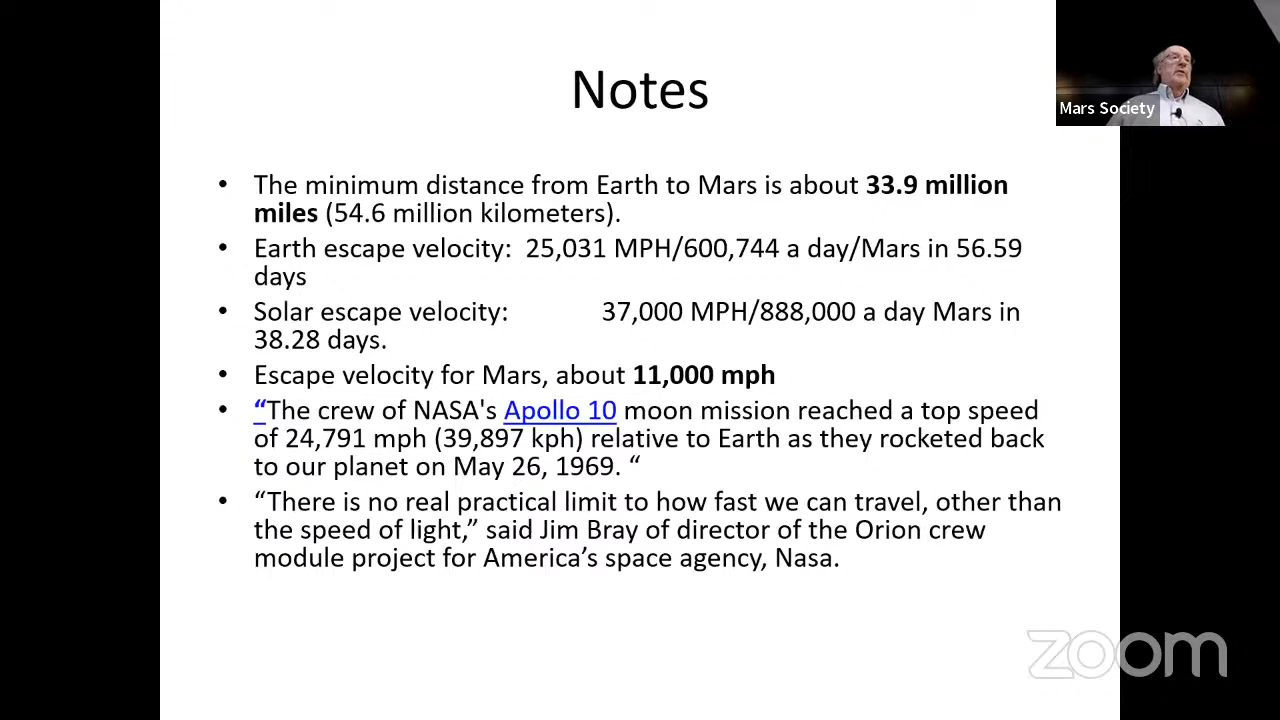 Notes
Mars Society
• The minimum distance from Earth to Mars is about 33.9 million
miles (54.6 million kilometers).
• Earth escape velocity: 25,031 MPH/600,744 a day/Mars in 56.59
days
• Solar escape velocity: 37,000 MPH/888,000 a day Mars in
38.28 days.
• Escape velocity for Mars, about 11,000 mph
• “The crew of NASA's Apollo 10 moon mission reached a top speed
of 24,791 mph (39,897 kph) relative to Earth as they rocketed back
to our planet on May 26, 1969. “
• “There is no real practical limit to how fast we can travel, other than
the speed of light,” said Jim Bray of director of the Orion crew
module project for America’s space agency, Nasa.
zoom